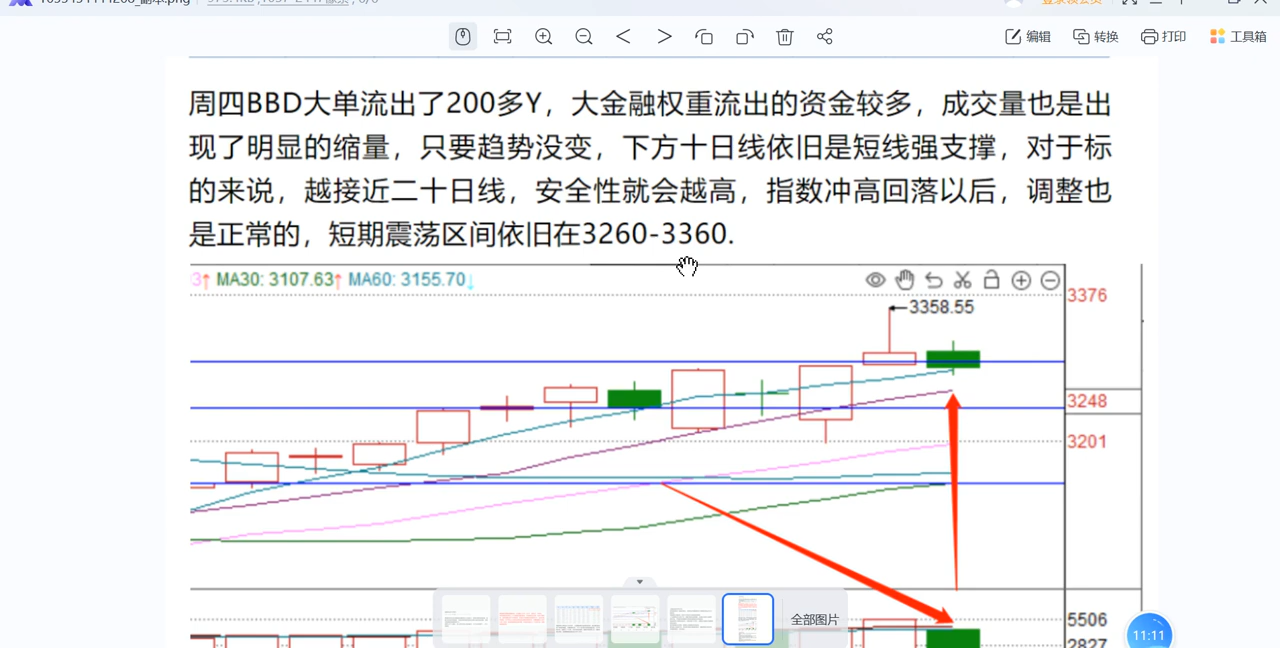 编辑 转换 打印 工具箱
周四BBD大单流出了200多Y，大金融权重流出的资金较多，成交量也是出
现了明显的缩量，只要趋势没变，下方十日线依旧是短线强支撑，对于标
的来说，越接近二十日线，安全性就会越高，指数冲高回落以后，调整也
是正常的，短期震荡区间依旧在3260-3360.
3↑ MA30: 3107.63↑ MA60: 3155.70↓
3376
←3358.55
3248
3201
全部图片
5506
2827
11:11